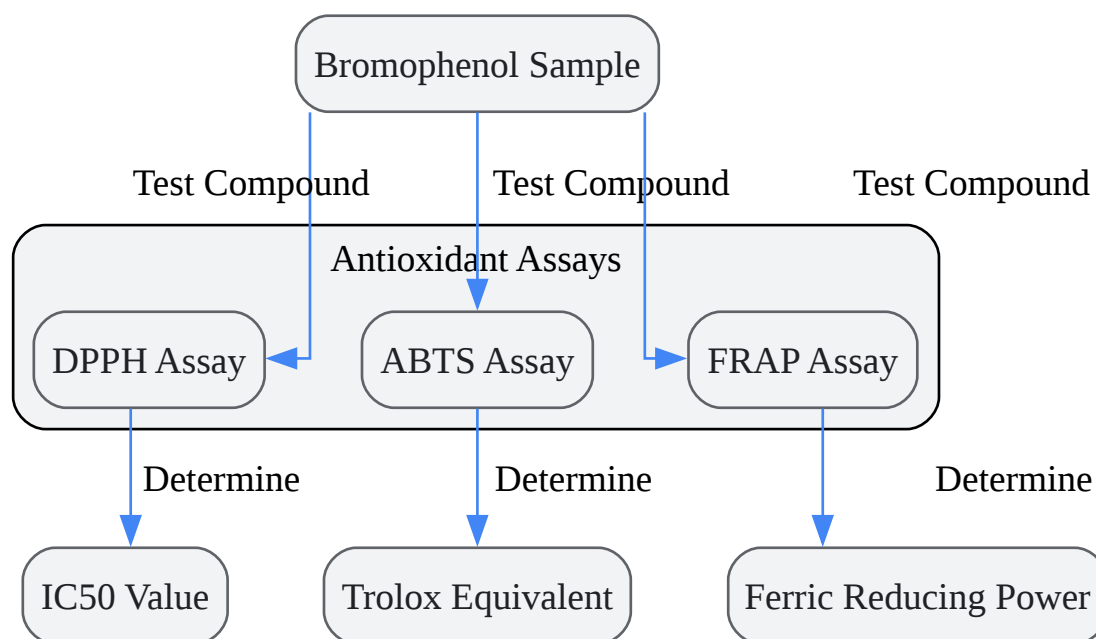 Bromophenol Sample
Test Compound
Test Compound
Test Compound
Antioxidant Assays
DPPH Assay
ABTS Assay
FRAP Assay
Determine
Determine
Determine
IC50 Value
Trolox Equivalent
Ferric Reducing Power